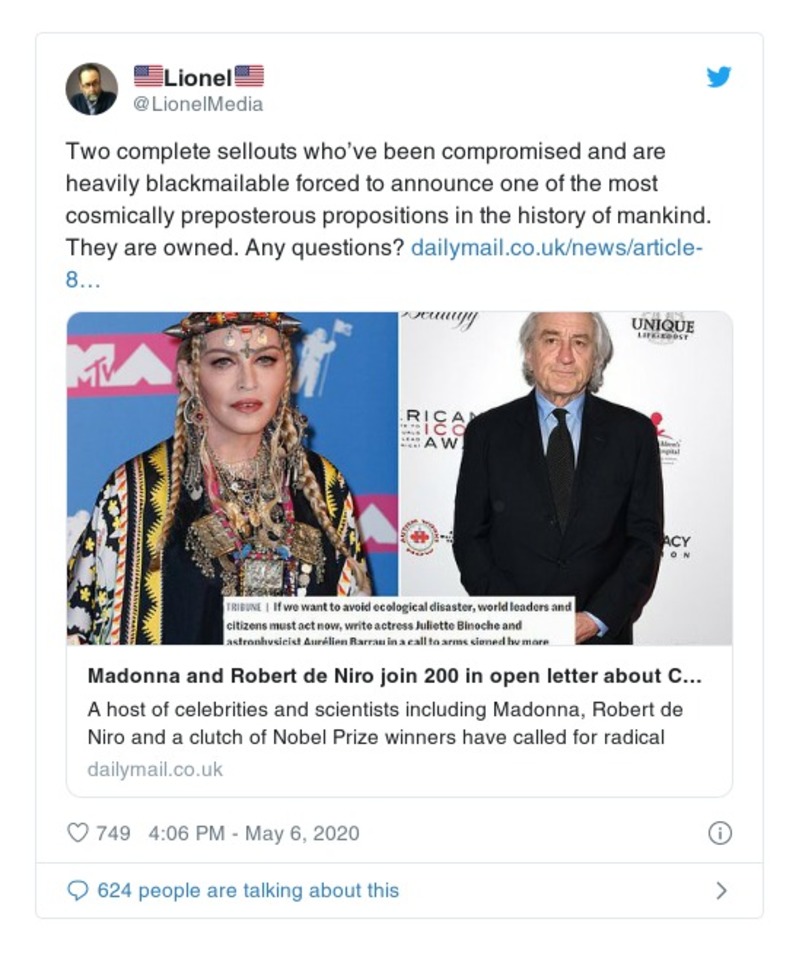 Lionel
@LionelMedia
Two complete sellouts who've been compromised and are
heavily blackmailable forced to announce one of the most
cosmically preposterous propositions in the history of mankind.
They are owned. Any questions? dailymail.co.uk/news/article-
8…
MTV
UNIQUE
LIFEBOOST
RICAN
ICO
AW
ACY
ON
TRIBUNE | If we want to avoid ecological disaster, world leaders and
citizens must act now, write actress Juliette Binoche and
astrophysicist Aurélien Barrau in a call to arms signed by more
Madonna and Robert de Niro join 200 in open letter about C...
A host of celebrities and scientists including Madonna, Robert de
Niro and a clutch of Nobel Prize winners have called for radical
dailymail.co.uk
749 4:06 PM - May 6, 2020
624 people are talking about this